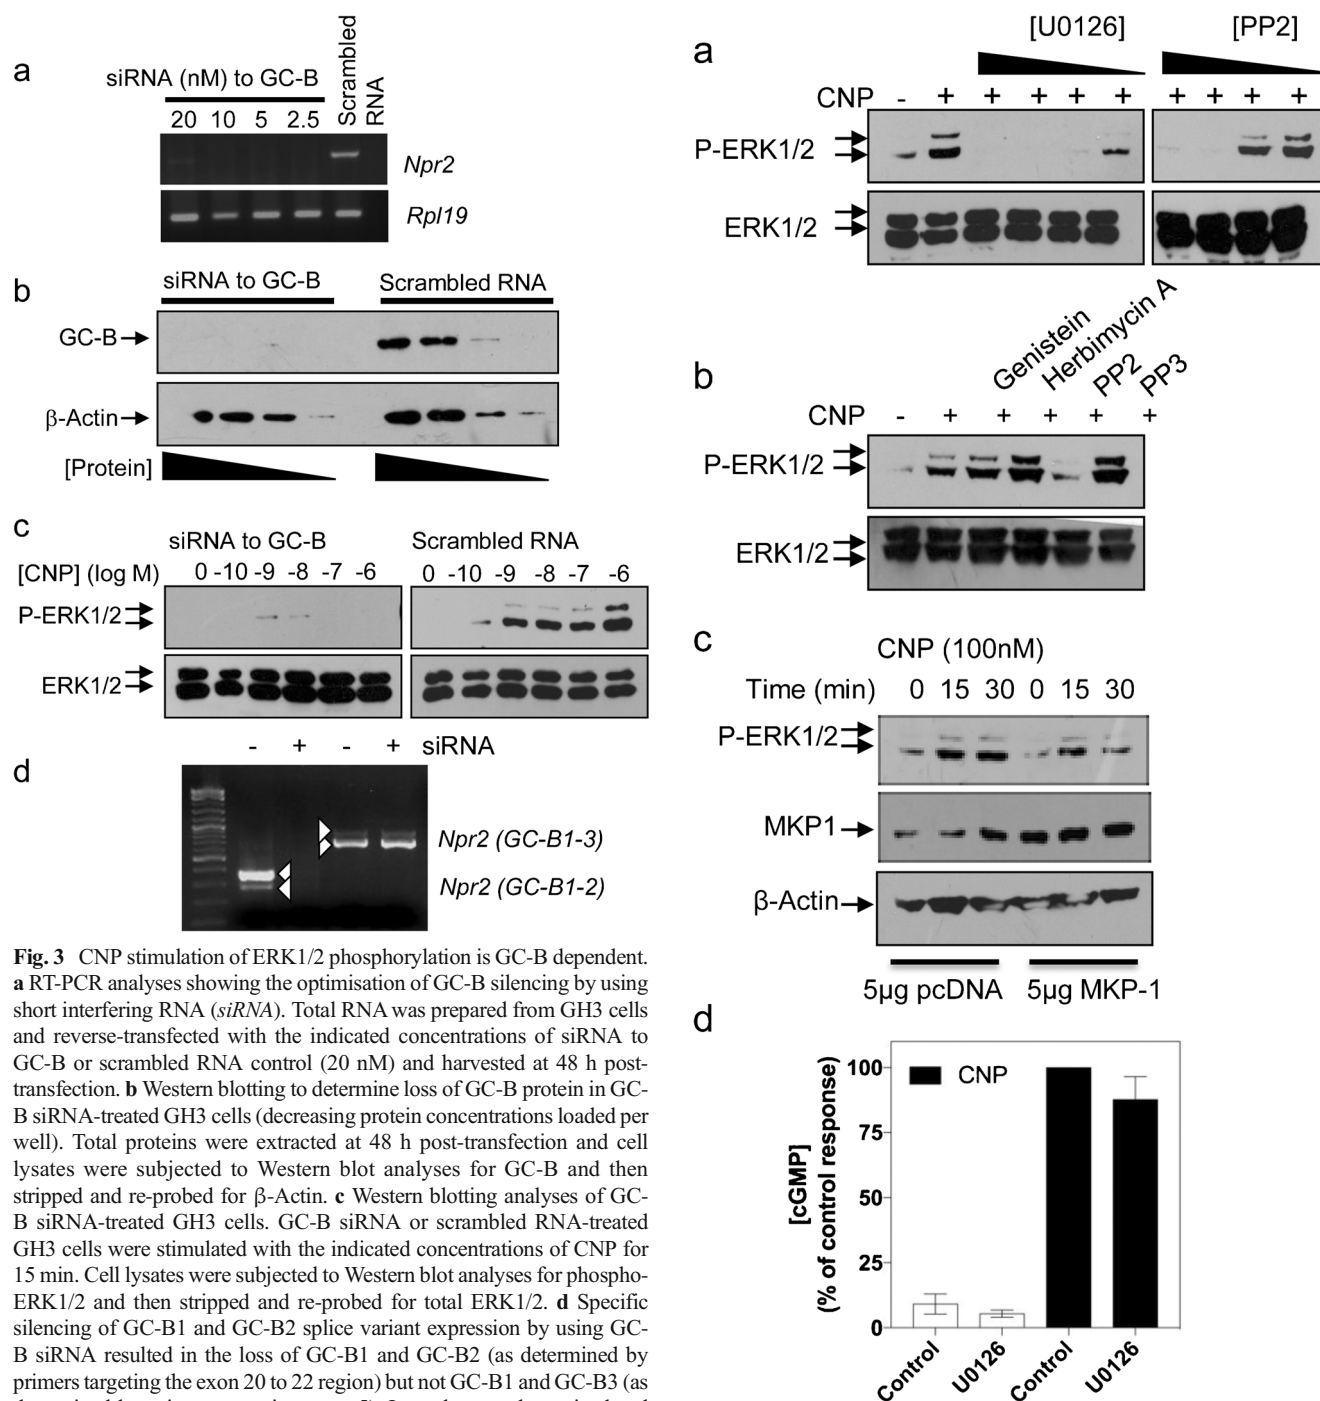 a
siRNA (nM) to GC-B
Scrambled
RNA
20 10 5 2.5
Npr2
Rpl19
b
siRNA to GC-B
Scrambled RNA
GC-B
β-Actin
[Protein]
c
siRNA to GC-B
Scrambled RNA
[CNP] (log M)
0 -10 -9 -8 -7 -6
0 -10 -9 -8 -7 -6
P-ERK1/2
ERK1/2
- + - + siRNA
d
Npr2 (GC-B1-3)
Npr2 (GC-B1-2)
Fig. 3 CNP stimulation of ERK1/2 phosphorylation is GC-B dependent.
a RT-PCR analyses showing the optimisation of GC-B silencing by using
short interfering RNA (siRNA). Total RNA was prepared from GH3 cells
and reverse-transfected with the indicated concentrations of siRNA to
GC-B or scrambled RNA control (20 nM) and harvested at 48 h post-
transfection. b Western blotting to determine loss of GC-B protein in GC-
B siRNA-treated GH3 cells (decreasing protein concentrations loaded per
well). Total proteins were extracted at 48 h post-transfection and cell
lysates were subjected to Western blot analyses for GC-B and then
stripped and re-probed for β-Actin. c Western blotting analyses of GC-
B siRNA-treated GH3 cells. GC-B siRNA or scrambled RNA-treated
GH3 cells were stimulated with the indicated concentrations of CNP for
15 min. Cell lysates were subjected to Western blot analyses for phospho-
ERK1/2 and then stripped and re-probed for total ERK1/2. d Specific
silencing of GC-B1 and GC-B2 splice variant expression by using GC-
B siRNA resulted in the loss of GC-B1 and GC-B2 (as determined by
primers targeting the exon 20 to 22 region) but not GC-B1 and GC-B3 (as
a
[U0126]
[PP2]
CNP - + + + + + + + + +
P-ERK1/2
ERK1/2
b
Genistein
Herbimycin A
PP2
PP3
CNP - + + + + +
P-ERK1/2
ERK1/2
c
CNP (100nM)
Time (min) 0 15 30 0 15 30
P-ERK1/2
MKP1
β-Actin
5μg pcDNA 5μg MKP-1
d
[cGMP]
(% of control response)
100
75
50
25
0
CNP
Control
U0126
Control
U0126